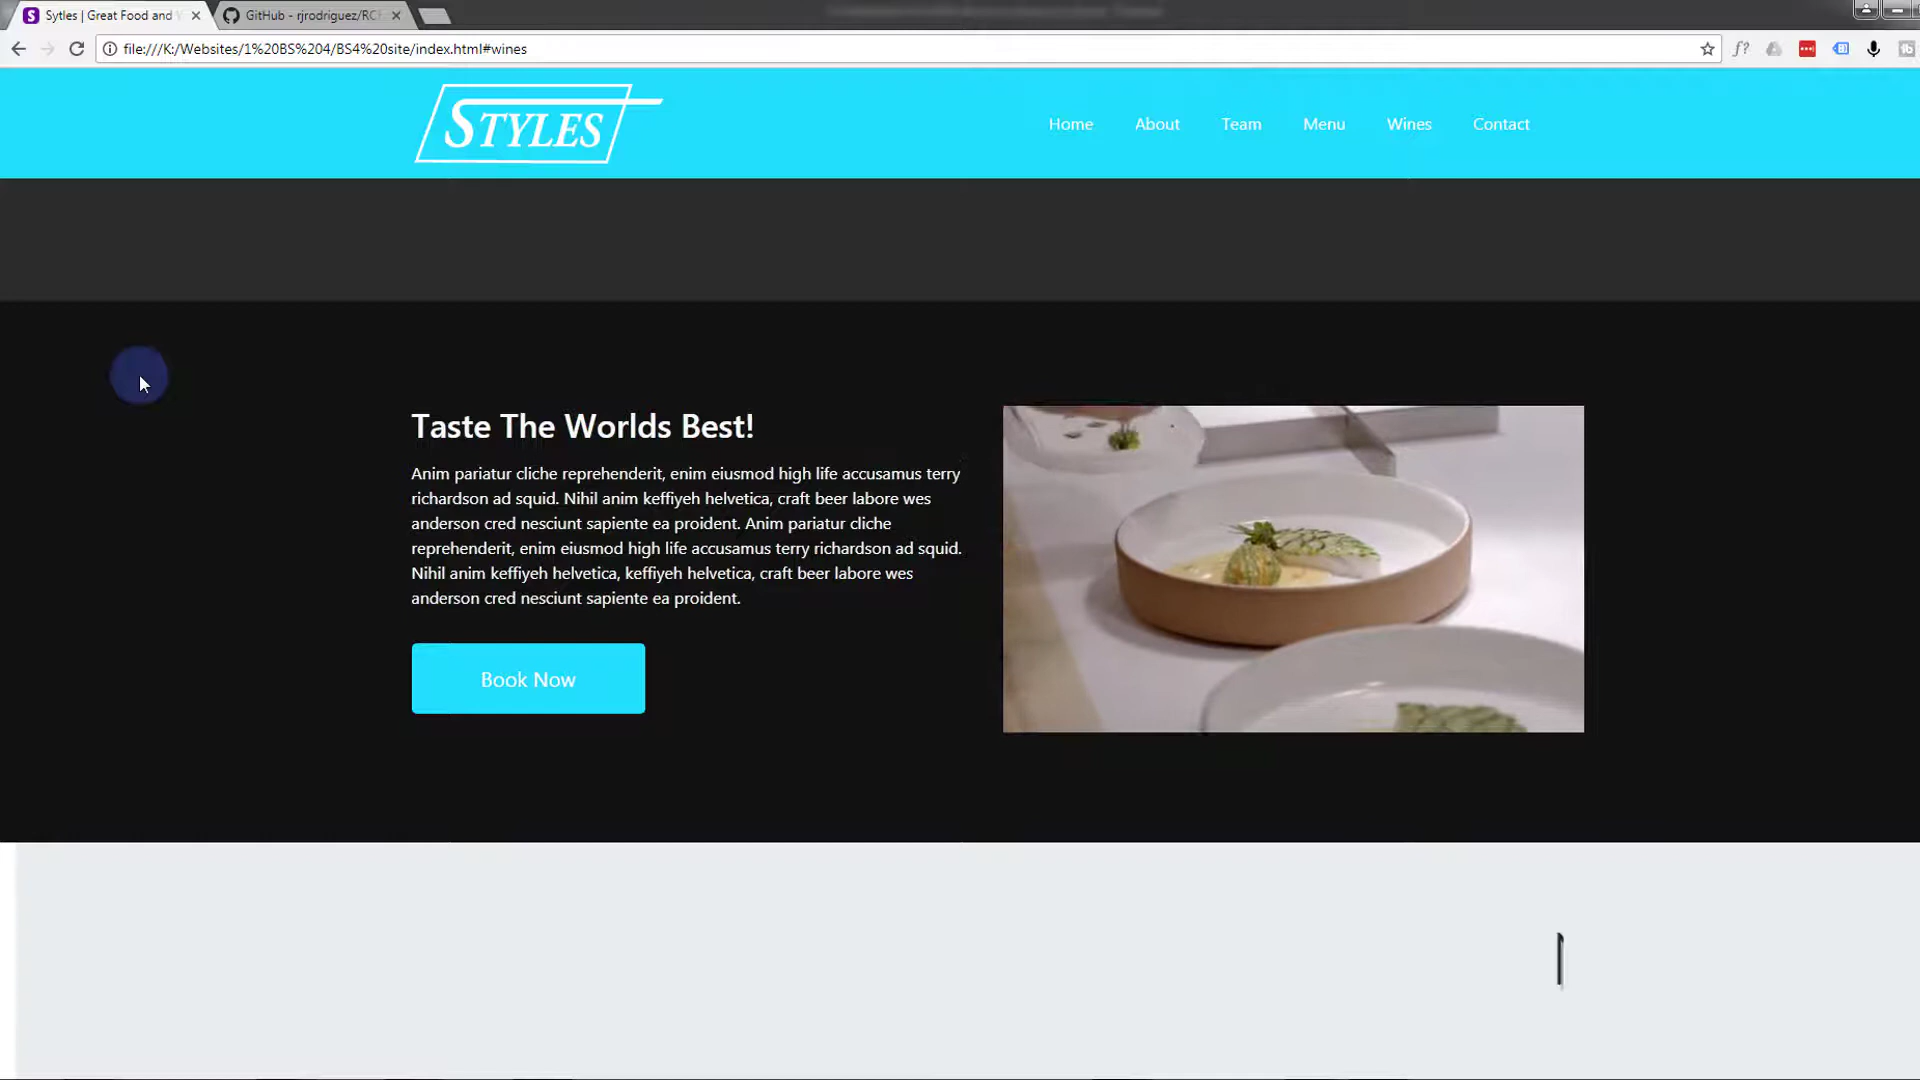 Sytles | Great Food and
GitHub - rjrodriguez/RC
file:///K:/Websites/1%20BS%204/BS4%20site/index.html#wines
f?
STYLES
Home About Team Menu Wines Contact
Taste The Worlds Best!
Anim pariatur cliche reprehenderit, enim eiusmod high life accusamus terry
richardson ad squid. Nihil anim keffiyeh helvetica, craft beer labore wes
anderson cred nesciunt sapiente ea proident. Anim pariatur cliche
reprehenderit, enim eiusmod high life accusamus terry richardson ad squid.
Nihil anim keffiyeh helvetica, keffiyeh helvetica, craft beer labore wes
anderson cred nesciunt sapiente ea proident.
Book Now